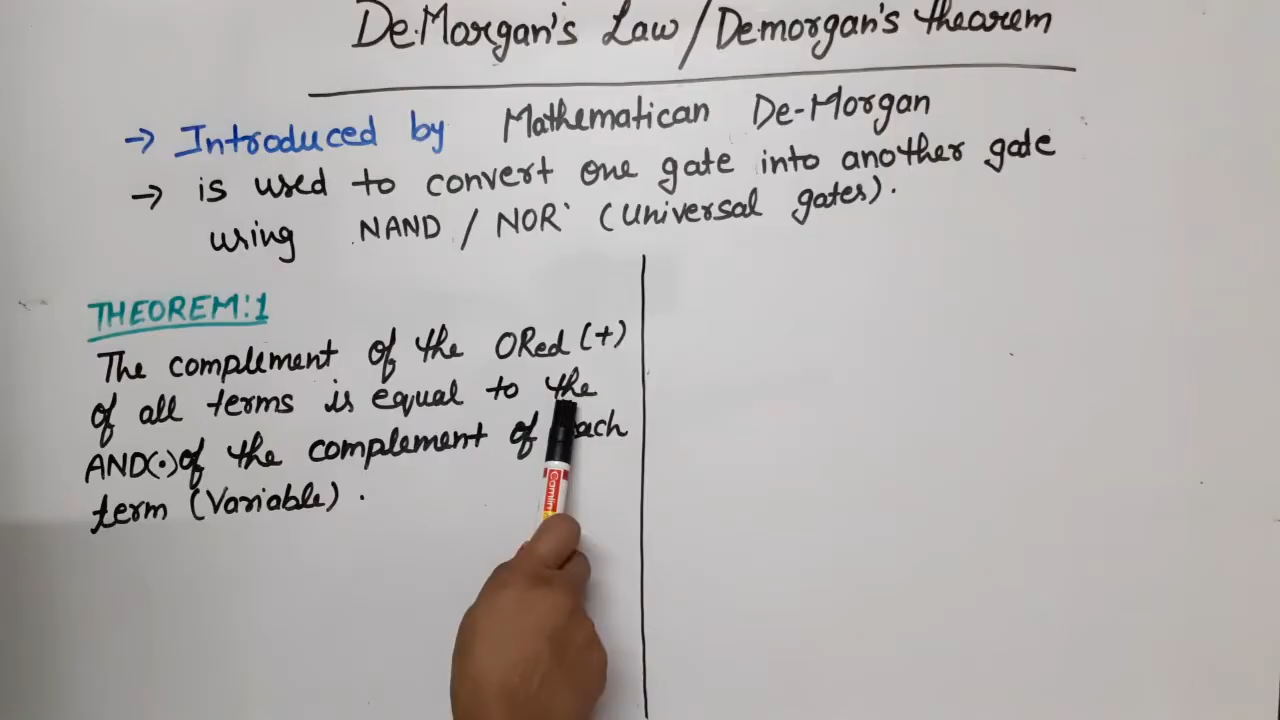 De.Morgan's Law/Demorgan's theorem
→ Introduced by Mathematican De-Morgan
→ is used to convert one gate into another gate
using NAND / NOR (Universal gates).
THEOREM:1
The complement of the ORed (+)
of all terms is equal to the
AND(.) of the complement of each
term (Variable).
Camlin